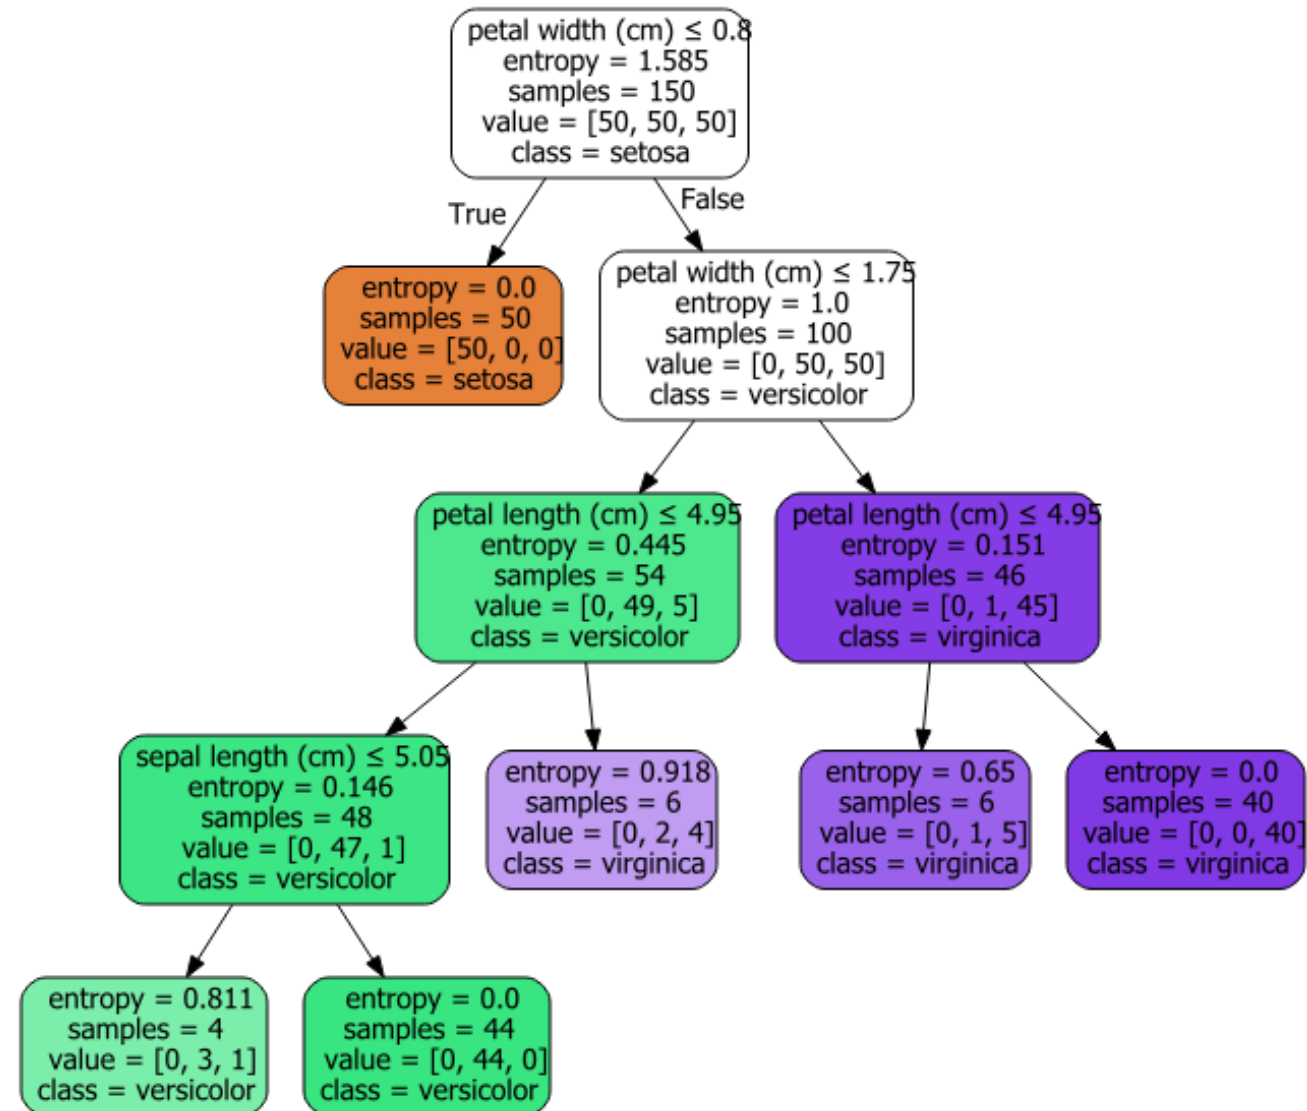 petal width (cm) ≤ 0.8
entropy = 1.585
samples = 150
value = [50, 50, 50]
class = setosa
True
False
entropy = 0.0
samples = 50
value = [50, 0, 0]
class = setosa
petal width (cm) ≤ 1.75
entropy = 1.0
samples = 100
value = [0, 50, 50]
class = versicolor
petal length (cm) ≤ 4.95
entropy = 0.445
samples = 54
value = [0, 49, 5]
class = versicolor
petal length (cm) ≤ 4.95
entropy = 0.151
samples = 46
value = [0, 1, 45]
class = virginica
sepal length (cm) ≤ 5.05
entropy = 0.146
samples = 48
value = [0, 47, 1]
class = versicolor
entropy = 0.918
samples = 6
value = [0, 2, 4]
class = virginica
entropy = 0.65
samples = 6
value = [0, 1, 5]
class = virginica
entropy = 0.0
samples = 40
value = [0, 0, 40]
class = virginica
entropy = 0.811
samples = 4
value = [0, 3, 1]
class = versicolor
entropy = 0.0
samples = 44
value = [0, 44, 0]
class = versicolor